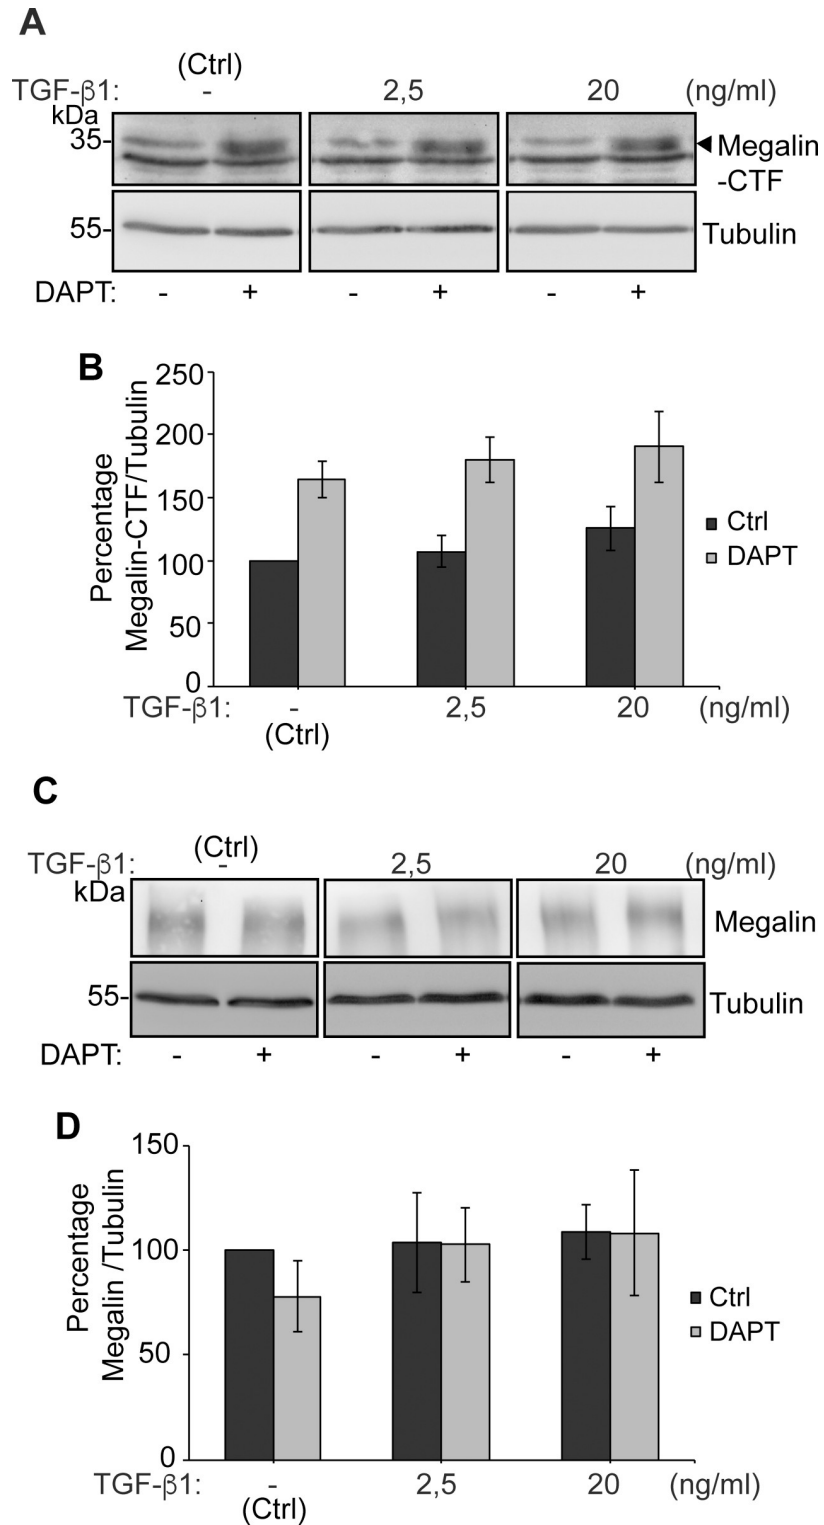 A
(Ctrl)
TGF-β1: - 2,5 20 (ng/ml)
kDa
35- ◄ Megalin
-CTF
55- Tubulin
DAPT: - + - + - +
B
Percentage
Megalin-CTF/Tubulin
250
200
150
100
50
0
Ctrl
DAPT
TGF-β1: - 2,5 20 (ng/ml)
(Ctrl)
C
(Ctrl)
TGF-β1: - 2,5 20 (ng/ml)
kDa
Megalin
55- Tubulin
DAPT: - + - + - +
D
Percentage
Megalin /Tubulin
150
100
50
0
Ctrl
DAPT
TGF-β1: - 2,5 20 (ng/ml)
(Ctrl)